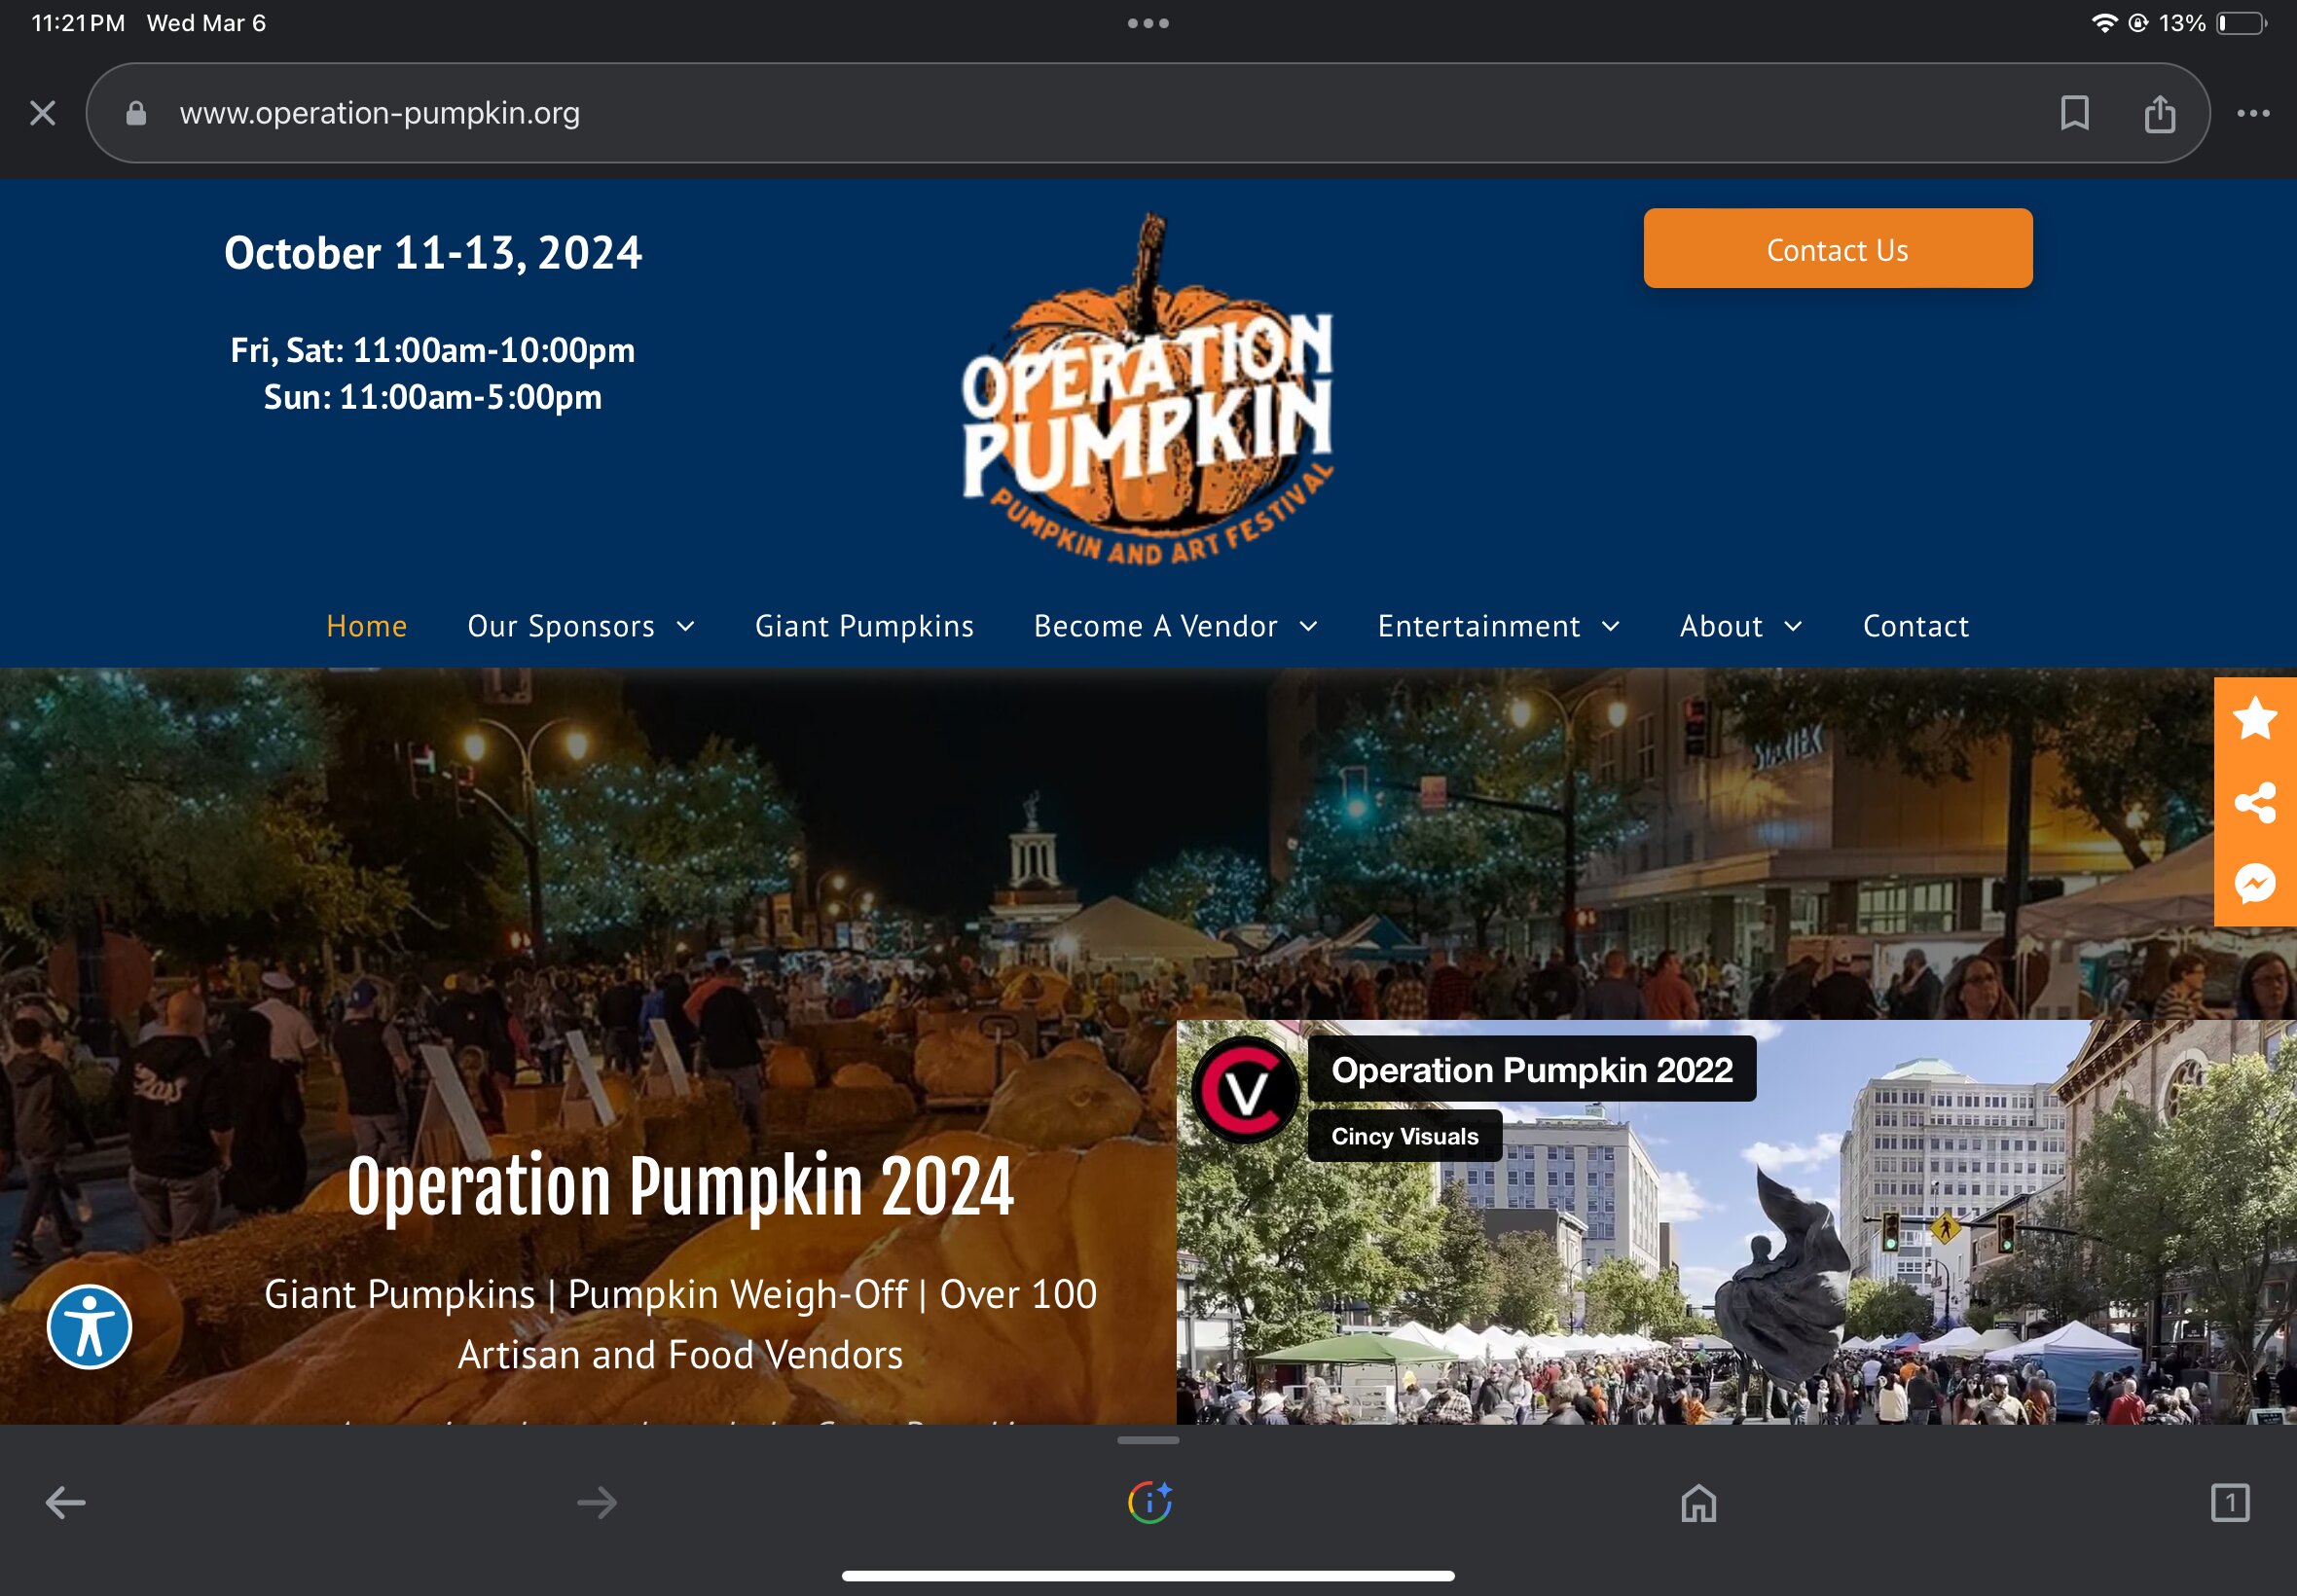 11:21 PM Wed Mar 6
13%
www.operation-pumpkin.org
October 11-13, 2024
Fri, Sat: 11:00am-10:00pm
Sun: 11:00am-5:00pm
OPERATION
PUMPKIN
PUMPKIN AND ART FESTIVAL
Contact Us
Home Our Sponsors Giant Pumpkins Become A Vendor Entertainment About Contact
STARTEK
Operation Pumpkin 2022
Cincy Visuals
CV
Operation Pumpkin 2024
Giant Pumpkins | Pumpkin Weigh-Off | Over 100
Artisan and Food Vendors
1